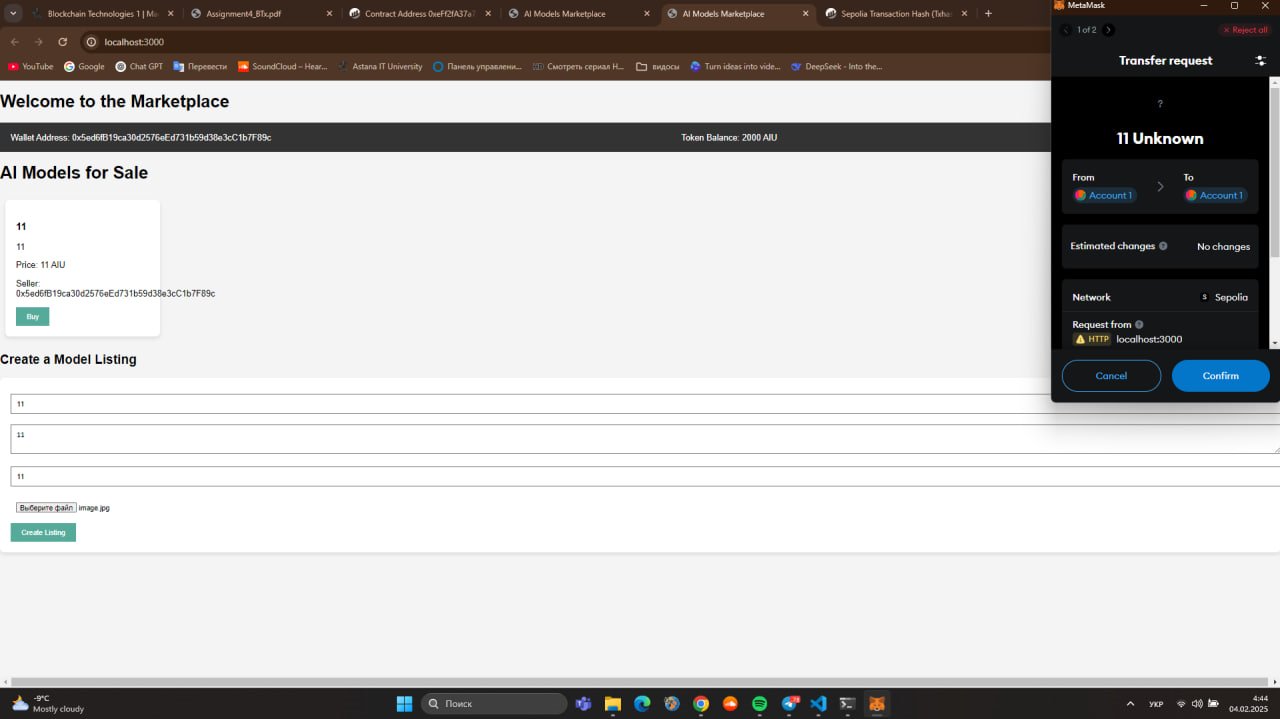 Blockchain Technologies 1 | Ma
Assignment4_BTx.pdf
Contract Address 0xeFf2fA37a7
AI Models Marketplace
AI Models Marketplace
Sepolia Transaction Hash (Txhas
localhost:3000
YouTube
Google
Chat GPT
Перевести
SoundCloud – Hear...
Astana IT University
Панель управлени...
Смотреть сериал Н...
видосы
Turn ideas into vide...
DeepSeek - Into the...
Welcome to the Marketplace
Wallet Address: 0x5ed6fB19ca30d2576eEd731b59d38e3cC1b7F89c
Token Balance: 2000 AIU
AI Models for Sale
11
11
Price: 11 AIU
Seller:
0x5ed6fB19ca30d2576eEd731b59d38e3cC1b7F89c
Buy
Create a Model Listing
11
11
11
Выберите файл image.jpg
Create Listing
MetaMask
1 of 2
Reject all
Transfer request
?
11 Unknown
From
To
Account 1
Account 1
Estimated changes
No changes
Network
S Sepolia
Request from
HTTP localhost:3000
Cancel
Confirm
-9°C
Mostly cloudy
Поиск
УКР
4:44
04.02.2025